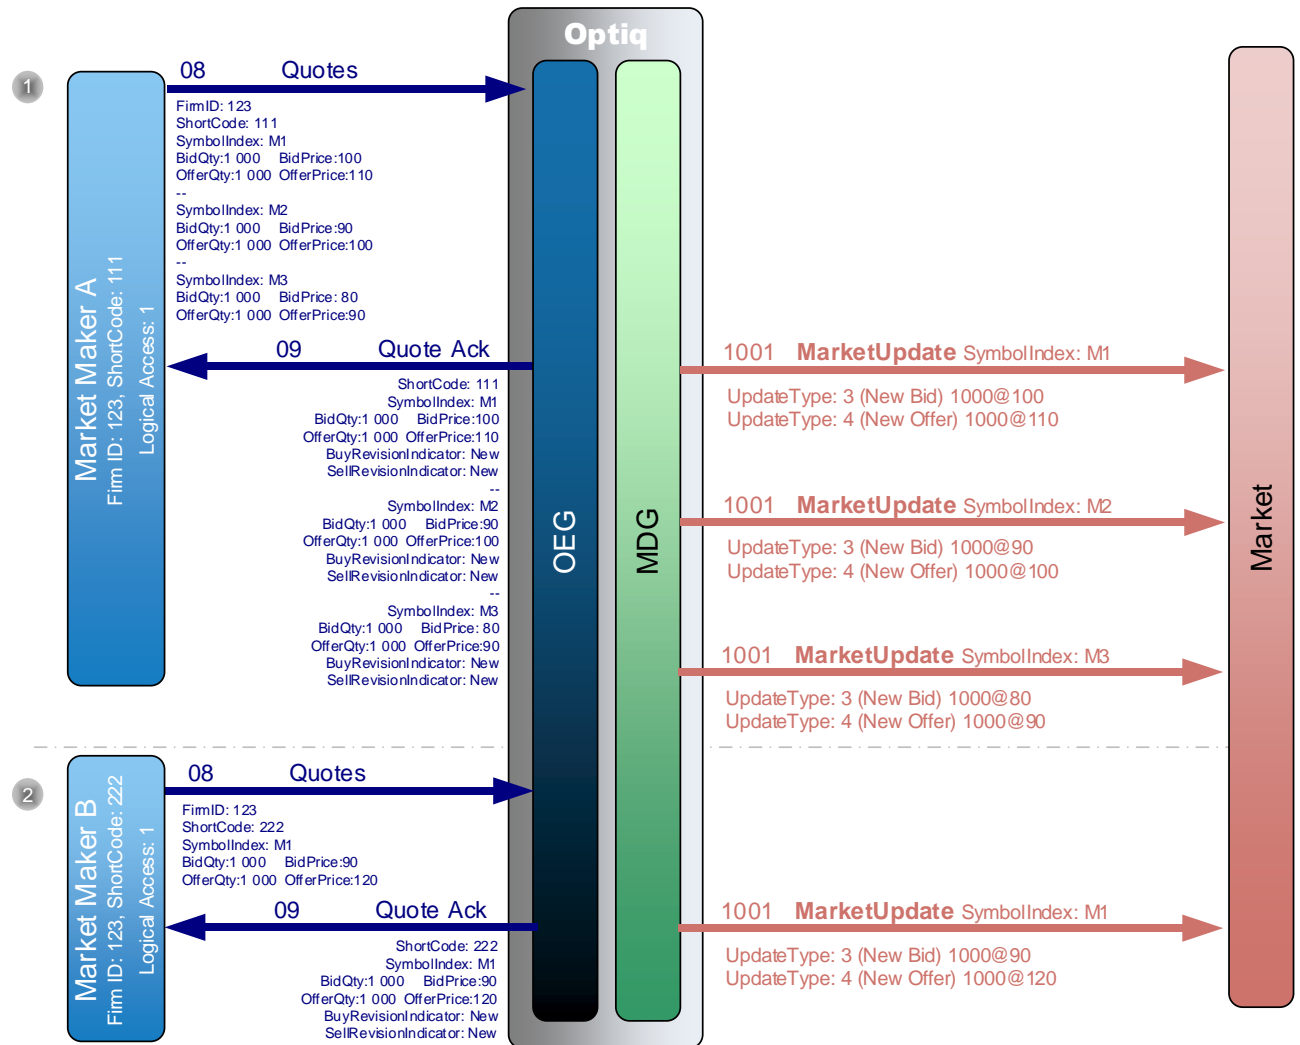 Optiq
1
08 Quotes
FirmID: 123
ShortCode: 111
SymbolIndex: M1
BidQty:1 000 BidPrice:100
OfferQty:1 000 OfferPrice:110
--
SymbolIndex: M2
BidQty:1 000 BidPrice:90
OfferQty:1 000 OfferPrice:100
--
SymbolIndex: M3
BidQty:1 000 BidPrice: 80
OfferQty:1 000 OfferPrice:90
Market Maker A
Firm ID: 123, ShortCode: 111
Logical Access: 1
09 Quote Ack
ShortCode: 111
SymbolIndex: M1
BidQty:1 000 BidPrice:100
OfferQty:1 000 OfferPrice:110
BuyRevisionIndicator: New
SellRevisionIndicator: New
--
SymbolIndex: M2
BidQty:1 000 BidPrice:90
OfferQty:1 000 OfferPrice:100
BuyRevisionIndicator: New
SellRevisionIndicator: New
--
SymbolIndex: M3
BidQty:1 000 BidPrice: 80
OfferQty:1 000 OfferPrice:90
BuyRevisionIndicator: New
SellRevisionIndicator: New
OEG
MDG
1001 MarketUpdate SymbolIndex: M1
UpdateType: 3 (New Bid) 1000@100
UpdateType: 4 (New Offer) 1000@110
1001 MarketUpdate SymbolIndex: M2
UpdateType: 3 (New Bid) 1000@90
UpdateType: 4 (New Offer) 1000@100
1001 MarketUpdate SymbolIndex: M3
UpdateType: 3 (New Bid) 1000@80
UpdateType: 4 (New Offer) 1000@90
Market
2
08 Quotes
FirmID: 123
ShortCode: 222
SymbolIndex: M1
BidQty:1 000 BidPrice:90
OfferQty:1 000 OfferPrice:120
Market Maker B
Firm ID: 123, ShortCode: 222
Logical Access: 1
09 Quote Ack
ShortCode: 222
SymbolIndex: M1
BidQty:1 000 BidPrice:90
OfferQty:1 000 OfferPrice:120
BuyRevisionIndicator: New
SellRevisionIndicator: New
1001 MarketUpdate SymbolIndex: M1
UpdateType: 3 (New Bid) 1000@90
UpdateType: 4 (New Offer) 1000@120